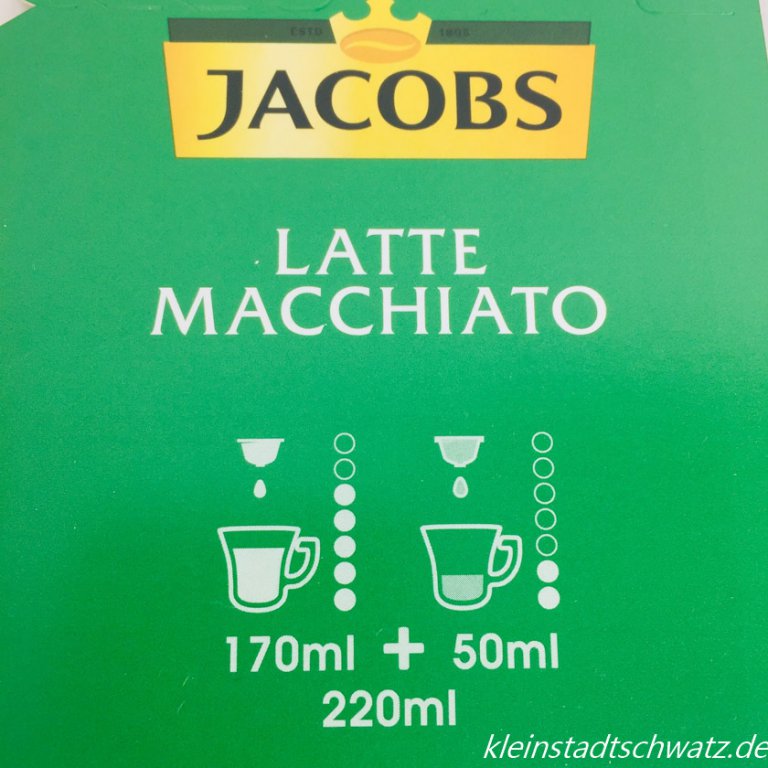 ESTD 1895
JACOBS
LATTE
MACCHIATO
170ml + 50ml
220ml
kleinstadtschwatz.de